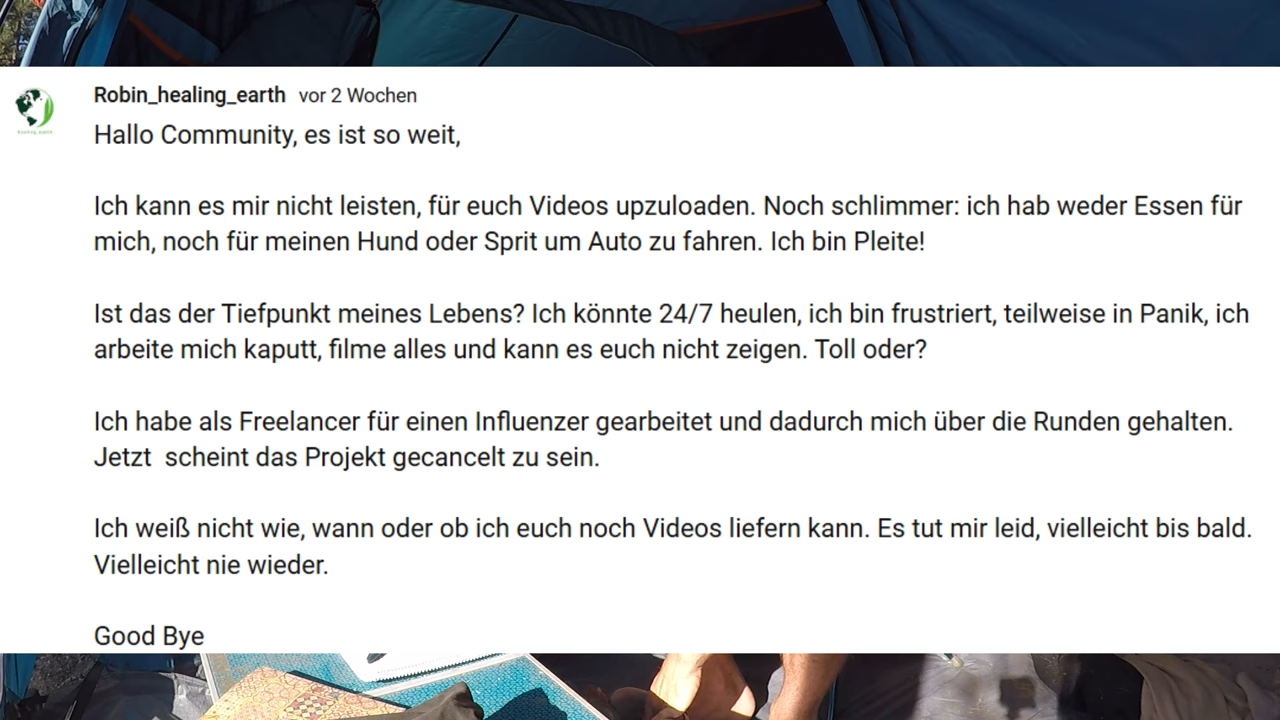 Robin_healing_earth vor 2 Wochen
Hallo Community, es ist so weit,
Ich kann es mir nicht leisten, für euch Videos upzuloaden. Noch schlimmer: ich hab weder Essen für
mich, noch für meinen Hund oder Sprit um Auto zu fahren. Ich bin Pleite!
Ist das der Tiefpunkt meines Lebens? Ich könnte 24/7 heulen, ich bin frustriert, teilweise in Panik, ich
arbeite mich kaputt, filme alles und kann es euch nicht zeigen. Toll oder?
Ich habe als Freelancer für einen Influenzer gearbeitet und dadurch mich über die Runden gehalten.
Jetzt  scheint das Projekt gecancelt zu sein.
Ich weiß nicht wie, wann oder ob ich euch noch Videos liefern kann. Es tut mir leid, vielleicht bis bald.
Vielleicht nie wieder.
Good Bye